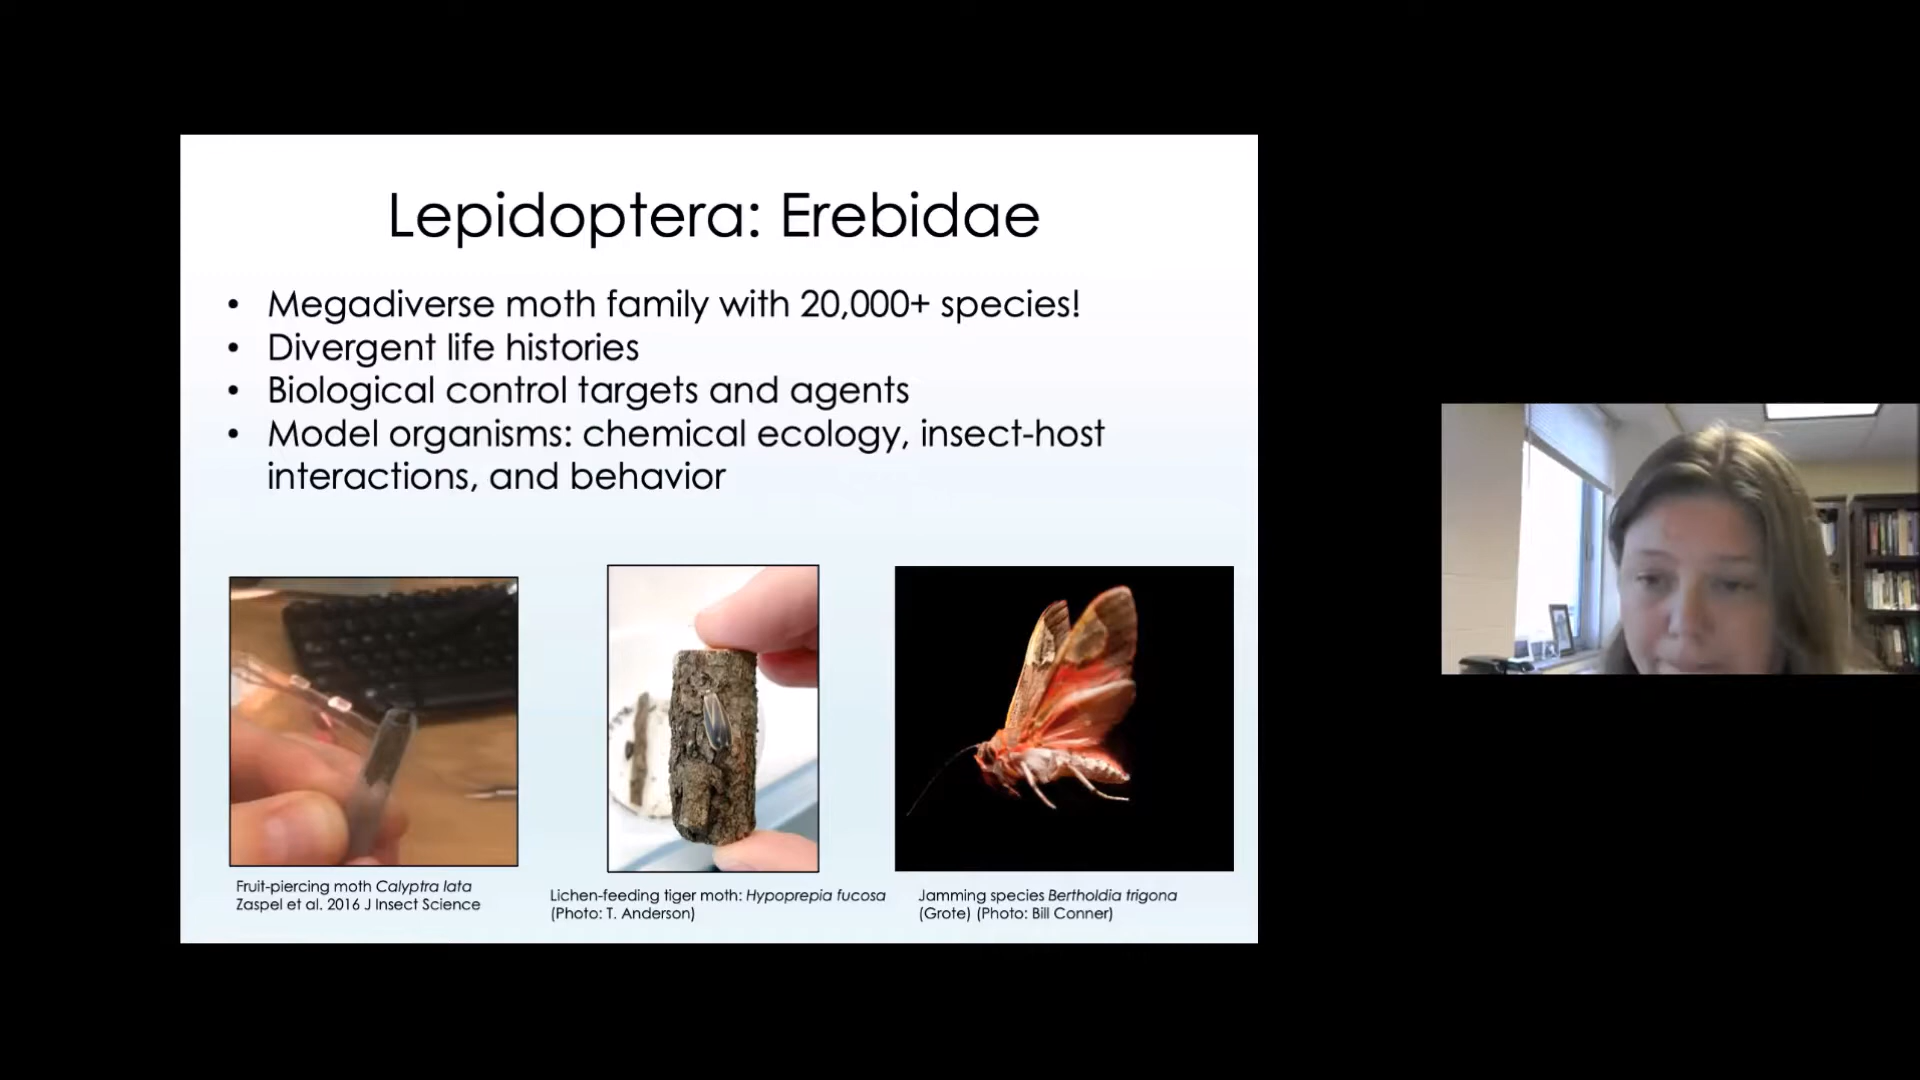 Lepidoptera: Erebidae
• Megadiverse moth family with 20,000+ species!
• Divergent life histories
• Biological control targets and agents
• Model organisms: chemical ecology, insect-host
interactions, and behavior
Fruit-piercing moth Calyptra lata
Zaspel et al. 2016 J Insect Science
Lichen-feeding tiger moth: Hypoprepia fucosa
(Photo: T. Anderson)
Jamming species Bertholdia trigona
(Grote) (Photo: Bill Conner)